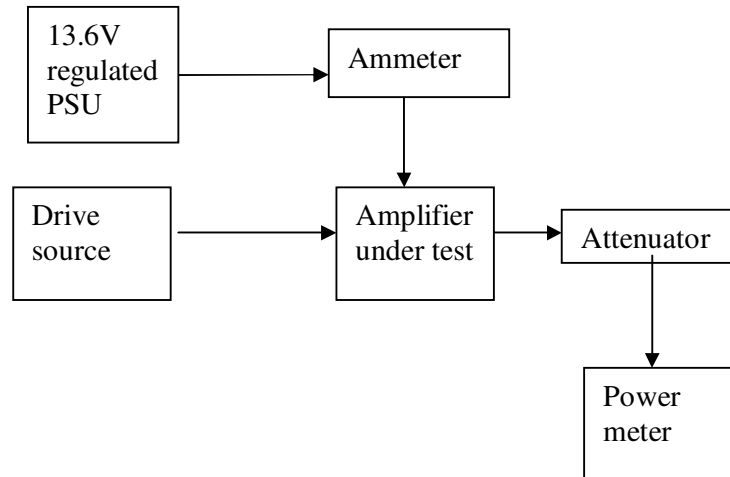 13.6V
regulated
PSU
Ammeter
Drive
source
Amplifier
under test
Attenuator
Power
meter